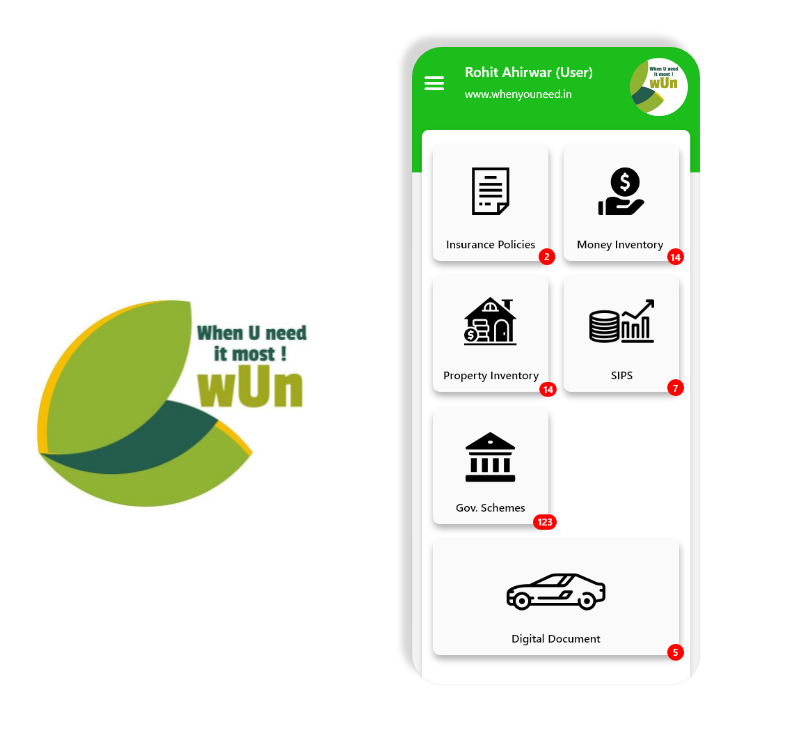 When U need
it most !
wUn
Rohit Ahirwar (User)
www.whenyouneed.in
When U need
it most !
wUn
$
Insurance Policies
2
Money Inventory
14
$
Property Inventory
14
SIPS
7
Gov. Schemes
123
Digital Document
5